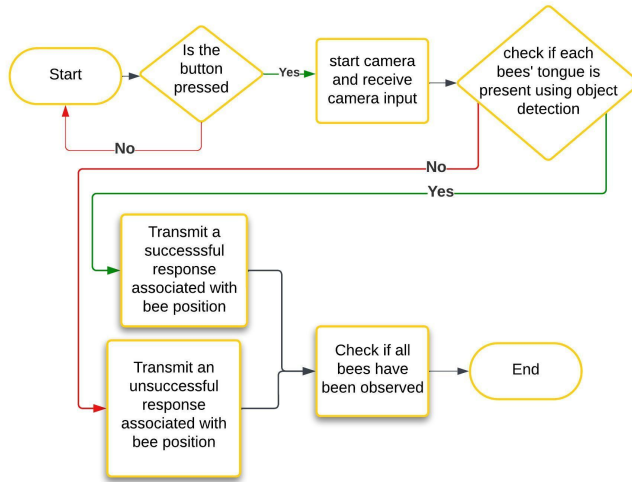 Start
Is the
button
pressed
Yes
start camera
and receive
camera input
check if each
bees' tongue is
present using object
detection
No
No
Yes
Transmit a
successsful
response
associated with
bee position
Transmit an
unsuccessful
response
associated with
bee position
Check if all
bees have
been observed
End